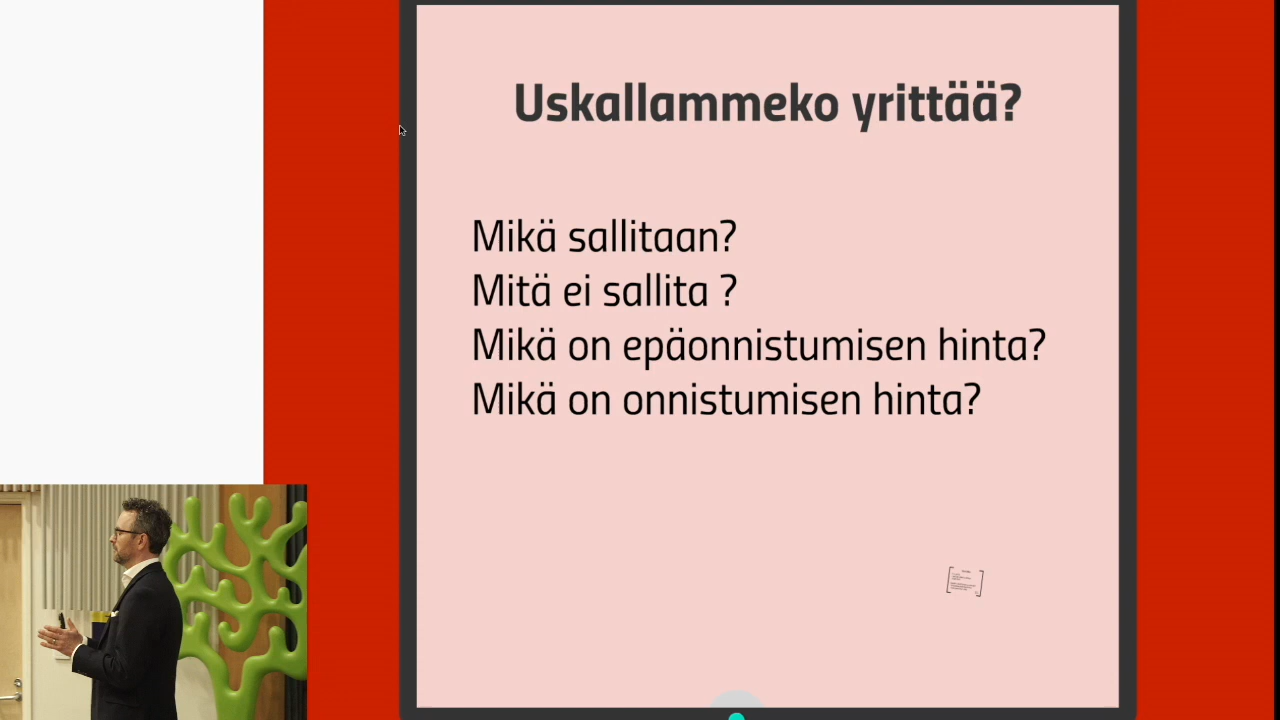 Uskallammeko yrittää?
Mikä sallitaan?
Mitä ei sallita ?
Mikä on epäonnistumisen hinta?
Mikä on onnistumisen hinta?